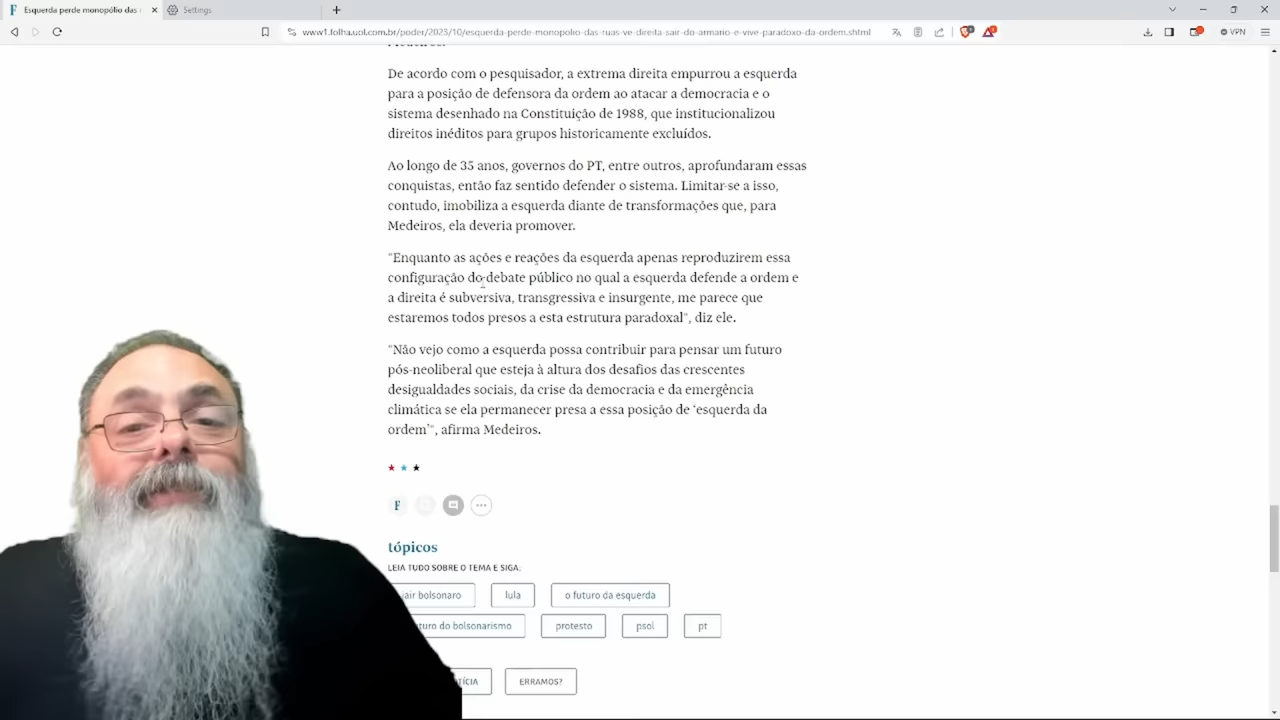 Esquerda perde monopólio das r
Settings
www1.folha.uol.com.br/poder/2023/10/esquerda-perde-monopolio-das-ruas-ve-direita-sair-do-armario-e-vive-paradoxo-da-ordem.shtml
VPN
De acordo com o pesquisador, a extrema direita empurrou a esquerda
para a posição de defensora da ordem ao atacar a democracia e o
sistema desenhado na Constituição de 1988, que institucionalizou
direitos inéditos para grupos historicamente excluídos.
Ao longo de 35 anos, governos do PT, entre outros, aprofundaram essas
conquistas, então faz sentido defender o sistema. Limitar-se a isso,
contudo, imobiliza a esquerda diante de transformações que, para
Medeiros, ela deveria promover.
"Enquanto as ações e reações da esquerda apenas reproduzirem essa
configuração do debate público no qual a esquerda defende a ordem e
a direita é subversiva, transgressiva e insurgente, me parece que
estaremos todos presos a esta estrutura paradoxal", diz ele.
"Não vejo como a esquerda possa contribuir para pensar um futuro
pós-neoliberal que esteja à altura dos desafios das crescentes
desigualdades sociais, da crise da democracia e da emergência
climática se ela permanecer presa a essa posição de 'esquerda da
ordem'", afirma Medeiros.
F
tópicos
LEIA TUDO SOBRE O TEMA E SIGA:
jair bolsonaro
lula
o futuro da esquerda
turo do bolsonarismo
protesto
psol
pt
TÍCIA
ERRAMOS?